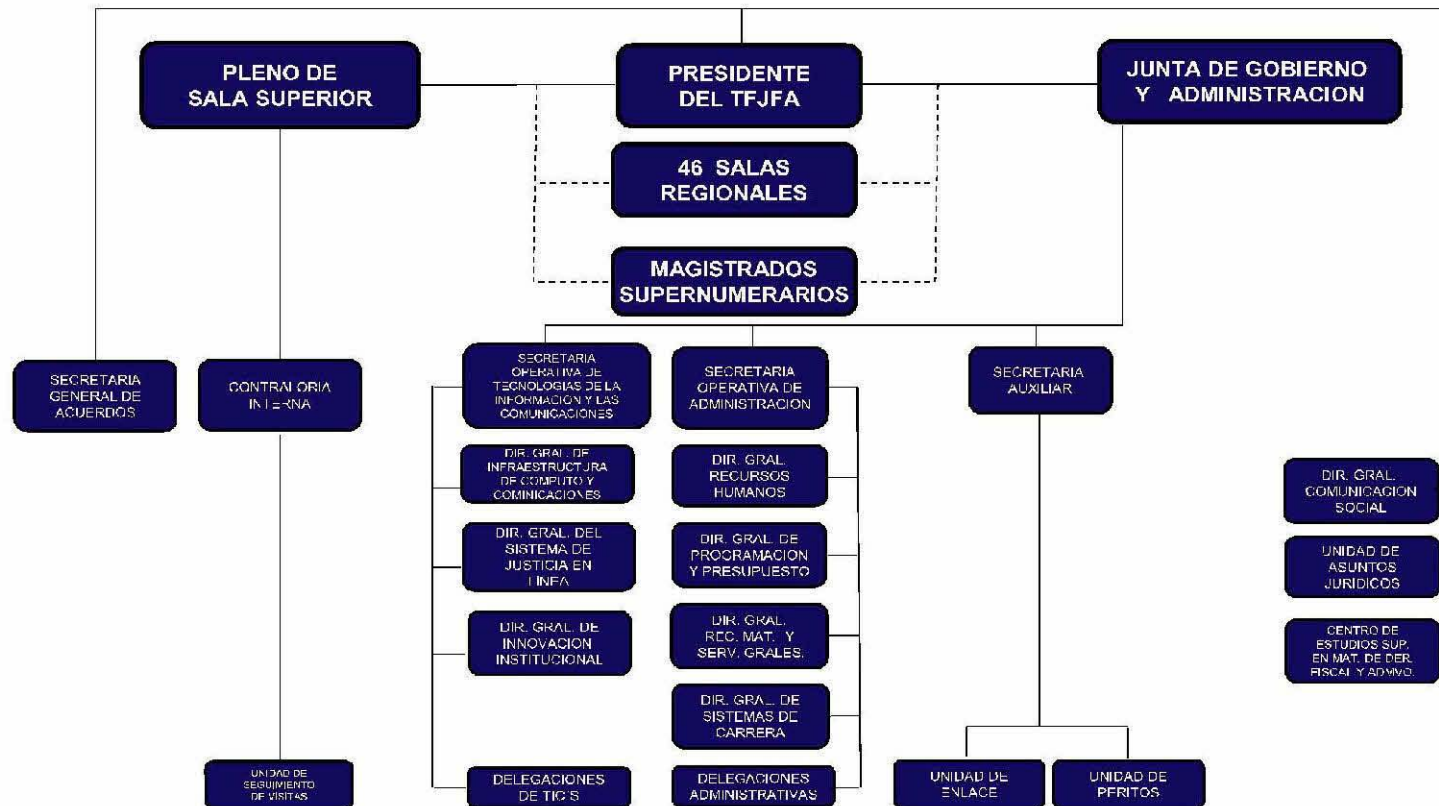 PLENO DE
SALA SUPERIOR
PRESIDENTE
DEL TFJFA
JUNTA DE GOBIERNO
Y ADMINISTRACION
46 SALAS
REGIONALES
MAGISTRADOS
SUPERNUMERARIOS
SECRETARIA
GENERAL DE
ACUERDOS
CONTRALORIA
INTERNA
SECRETARIA
OPERATIVA DE
TECNOLOGIAS DE LA
INFORMACION Y LAS
COMUNICACIONES
SECRETARIA
OPERATIVA DE
ADMINISTRACION
SECRETARIA
AUXILIAR
DIR. GRAL. DE
INFRAESTRUCTURA
DE COMPUTO Y
COMINICACIONES
DIR. GRAL.
RECURSOS
HUMANOS
DIR. GRAL.
COMUNICACION
SOCIAL
DIR. GRAL. DEL
SISTEMA DE
JUSTICIA EN
LINEA
DIR. GRAL. DE
PROGRAMACION
Y PRESUPUESTO
UNIDAD DE
ASUNTOS
JURIDICOS
DIR. GRAL. DE
INNOVACION
INSTITUCIONAL
DIR. GRAL.
REC. MAT. Y
SERV. GRALES.
CENTRO DE
ESTUDIOS SUP.
EN MAT. DE DER.
FISCAL Y ADMVO.
DIR. GRAL. DE
SISTEMAS DE
CARRERA
UNIDAD DE
SEGUIMIENTO
DE VISITAS
DELEGACIONES
DE TIC'S
DELEGACIONES
ADMINISTRATIVAS
UNIDAD DE
ENLACE
UNIDAD DE
PERITOS